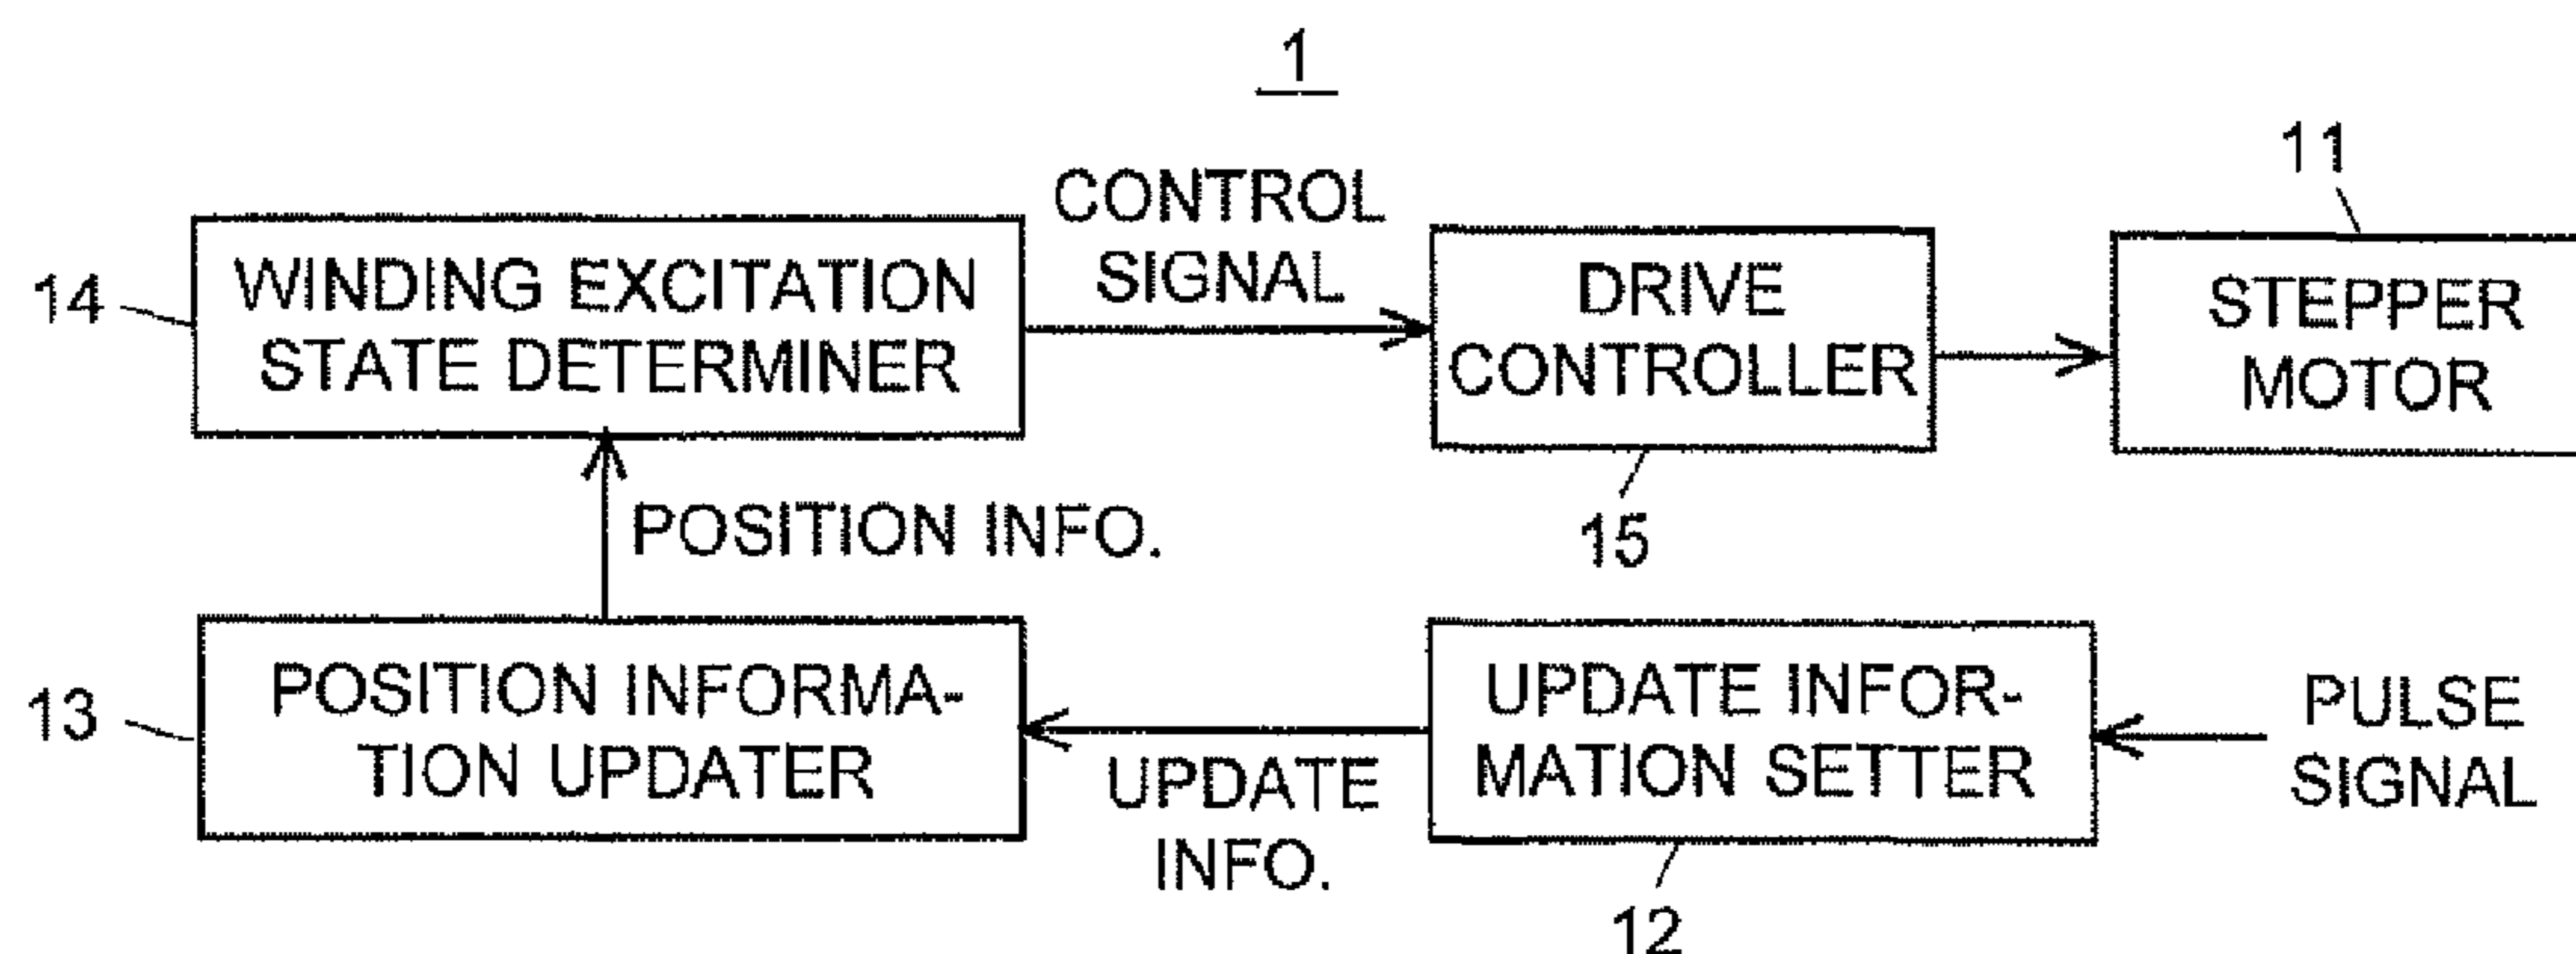 1
11
CONTROL
SIGNAL
14
WINDING EXCITATION
STATE DETERMINER
DRIVE
CONTROLLER
STEPPER
MOTOR
15
POSITION INFO.
13
POSITION INFORMA-
TION UPDATER
UPDATE
INFO.
UPDATE INFOR-
MATION SETTER
PULSE
SIGNAL
12